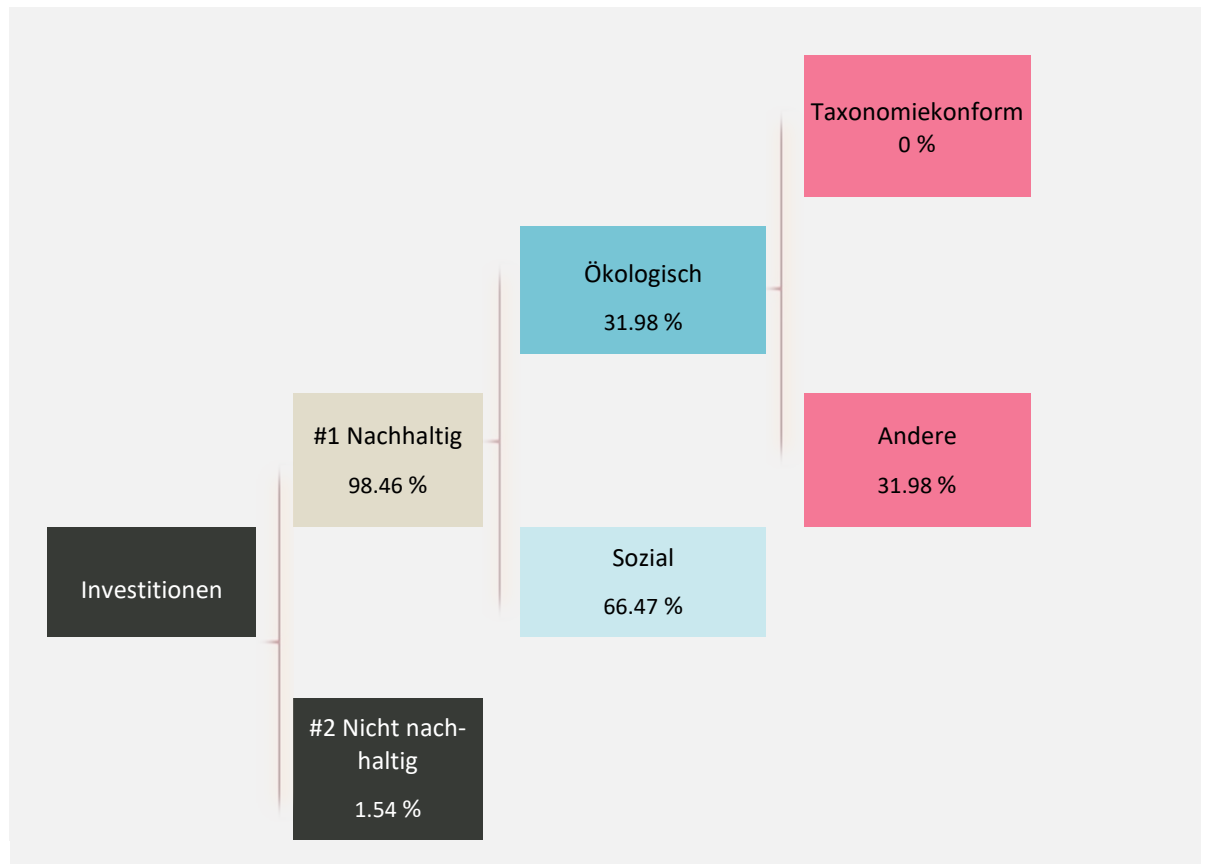 Taxonomiekonform
0 %
Ökologisch
31.98 %
#1 Nachhaltig
98.46 %
Andere
31.98 %
Investitionen
Sozial
66.47 %
#2 Nicht nach-
haltig
1.54 %